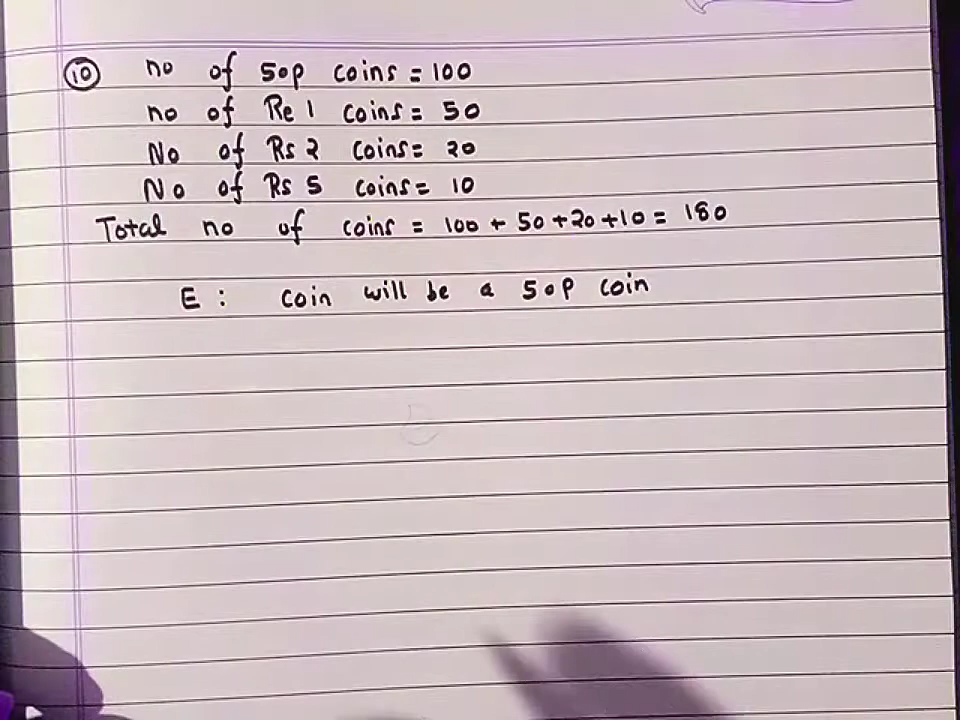 10 no of 50p coins = 100
no of Re 1 coins = 50
No of Rs 2 coins = 20
No of Rs 5 coins = 10
Total no of coins = 100 + 50 + 20 + 10 = 180
E : coin will be a 50p coin